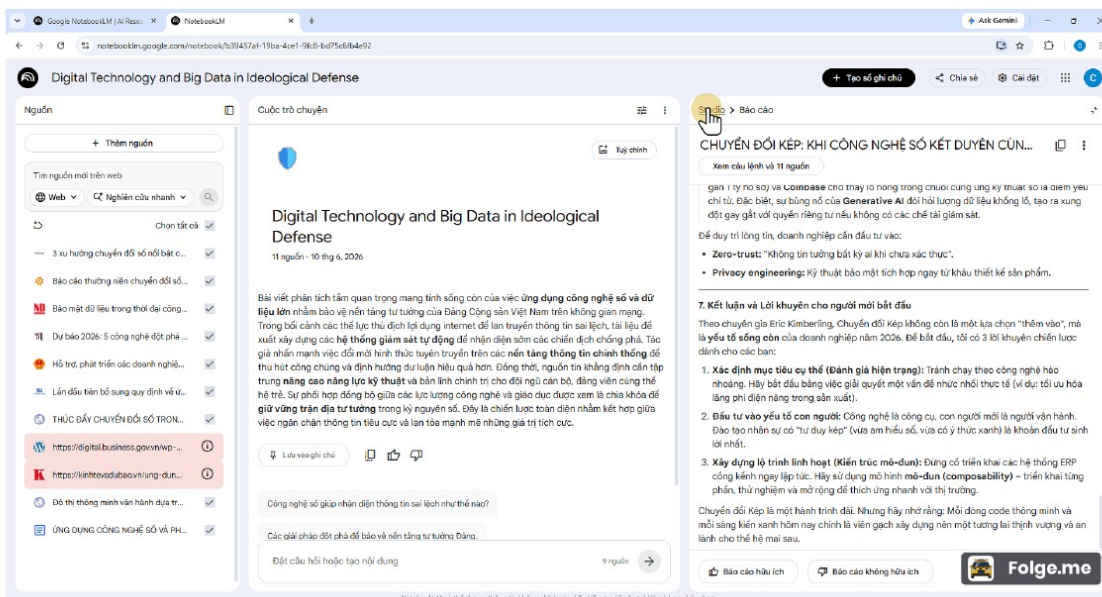 Google NotebookLM | AI Resea
NotebookLM
Ask Gemini
notebooklm.google.com/notebook/b39457af-19ba-4ce1-9fc8-bd75c6fb4e92
Digital Technology and Big Data in Ideological Defense
+ Tạo sổ ghi chú
Chia sẻ
Cài đặt
C
Nguồn
+ Thêm nguồn
Tìm nguồn mới trên web
Web
Nghiên cứu nhanh
Chọn tất cả
3 xu hướng chuyển đổi số nổi bật c...
Báo cáo thường niên chuyển đổi số...
Bảo mật dữ liệu trong thời đại công...
Dự báo 2026: 5 công nghệ đột phá ...
Hỗ trợ, phát triển các doanh nghiệ...
Lần đầu tiên bổ sung quy định về ứ...
THÚC ĐẨY CHUYỂN ĐỔI SỐ TRON...
https://digital.business.gov.vn/wp-...
https://kinhtevadubao.vn/ung-dun...
Đô thị thông minh vận hành dựa tr...
ỨNG DỤNG CÔNG NGHỆ SỐ VÀ PH...
Cuộc trò chuyện
Tuỳ chỉnh
Digital Technology and Big Data in Ideological
Defense
11 nguồn · 10 thg 6, 2026
Bài viết phân tích tầm quan trọng mang tính sống còn của việc ứng dụng công nghệ số và dữ
liệu lớn nhằm bảo vệ nền tảng tư tưởng của Đảng Cộng sản Việt Nam trên không gian mạng.
Trong bối cảnh các thế lực thù địch lợi dụng internet để lan truyền thông tin sai lệch, tài liệu đề
xuất xây dựng các hệ thống giám sát tự động để nhận diện sớm các chiến dịch chống phá. Tác
giả nhấn mạnh việc đổi mới hình thức tuyên truyền trên các nền tảng thông tin chính thống để
thu hút công chúng và định hướng dư luận hiệu quả hơn. Đồng thời, nguồn tin khẳng định cần tập
trung nâng cao năng lực kỹ thuật và bản lĩnh chính trị cho đội ngũ cán bộ, đảng viên cùng thế
hệ trẻ. Sự phối hợp đồng bộ giữa các lực lượng công nghệ và giáo dục được xem là chìa khóa để
giữ vững trận địa tư tưởng trong kỷ nguyên số. Đây là chiến lược toàn diện nhằm kết hợp giữa
việc ngăn chặn thông tin tiêu cực và lan tỏa mạnh mẽ những giá trị tích cực.
Lưu vào ghi chú
Công nghệ số giúp nhận diện thông tin sai lệch như thế nào?
Các giải pháp đột phá để bảo vệ nền tảng tư tưởng Đảng.
Đặt câu hỏi hoặc tạo nội dung
9 nguồn
Studio > Báo cáo
CHUYỂN ĐỔI KÉP: KHI CÔNG NGHỆ SỐ KẾT DUYÊN CÙN...
Xem câu lệnh và 11 nguồn
gần 1 tỷ hồ sơ) và Coinbase cho thấy lỗ hổng trong chuỗi cung ứng kỹ thuật số là điểm yếu
chí tử. Đặc biệt, sự bùng nổ của Generative AI đòi hỏi lượng dữ liệu khổng lồ, tạo ra xung
đột gay gắt với quyền riêng tư nếu không có các chế tài giám sát.
Để duy trì lòng tin, doanh nghiệp cần đầu tư vào:
• Zero-trust: "Không tin tưởng bất kỳ ai khi chưa xác thực".
• Privacy engineering: Kỹ thuật bảo mật tích hợp ngay từ khâu thiết kế sản phẩm.
7. Kết luận và Lời khuyên cho người mới bắt đầu
Theo chuyên gia Eric Kimberling, Chuyển đổi Kép không còn là một lựa chọn "thêm vào", mà
là yếu tố sống còn của doanh nghiệp năm 2026. Để bắt đầu, tôi có 3 lời khuyên chiến lược
dành cho các bạn:
1. Xác định mục tiêu cụ thể (Đánh giá hiện trạng): Tránh chạy theo công nghệ hào
nhoáng. Hãy bắt đầu bằng việc giải quyết một vấn đề nhức nhối thực tế (ví dụ: tối ưu hóa
lãng phí điện năng trong sản xuất).
2. Đầu tư vào yếu tố con người: Công nghệ là công cụ, con người mới là người vận hành.
Đào tạo nhân sự có "tư duy kép" (vừa am hiểu số, vừa có ý thức xanh) là khoản đầu tư sinh
lời nhất.
3. Xây dựng lộ trình linh hoạt (Kiến trúc mô-đun): Đừng cố triển khai các hệ thống ERP
cồng kềnh ngay lập tức. Hãy sử dụng mô hình mô-đun (composability) – triển khai từng
phần, thử nghiệm và mở rộng để thích ứng nhanh với thị trường.
Chuyển đổi Kép là một hành trình dài. Nhưng hãy nhớ rằng: Mỗi dòng code thông minh và
mỗi sáng kiến xanh hôm nay chính là viên gạch xây dựng nên một tương lai thịnh vượng và an
lành cho thế hệ mai sau.
Báo cáo hữu ích
Báo cáo không hữu ích
Folge.me